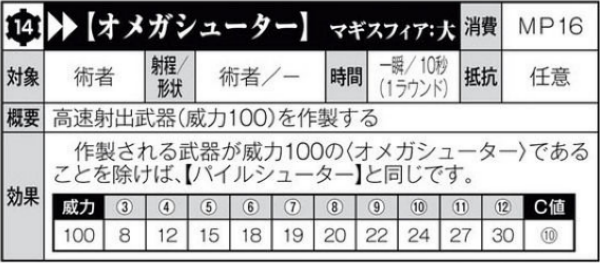 14 ▶▶【オメガシューター】 マギスフィア:大 消費 MP16
対象 術者 射程/形状 術者/− 時間 一瞬/10秒(1ラウンド) 抵抗 任意
概要 高速射出武器(威力100)を作製する
効果 作製される武器が威力100の〈オメガシューター〉である
ことを除けば、【パイルシューター】と同じです。
威力 ③ ④ ⑤ ⑥ ⑦ ⑧ ⑨ ⑩ ⑪ ⑫ C値
100 8 12 15 18 19 20 22 24 27 30 ⑩